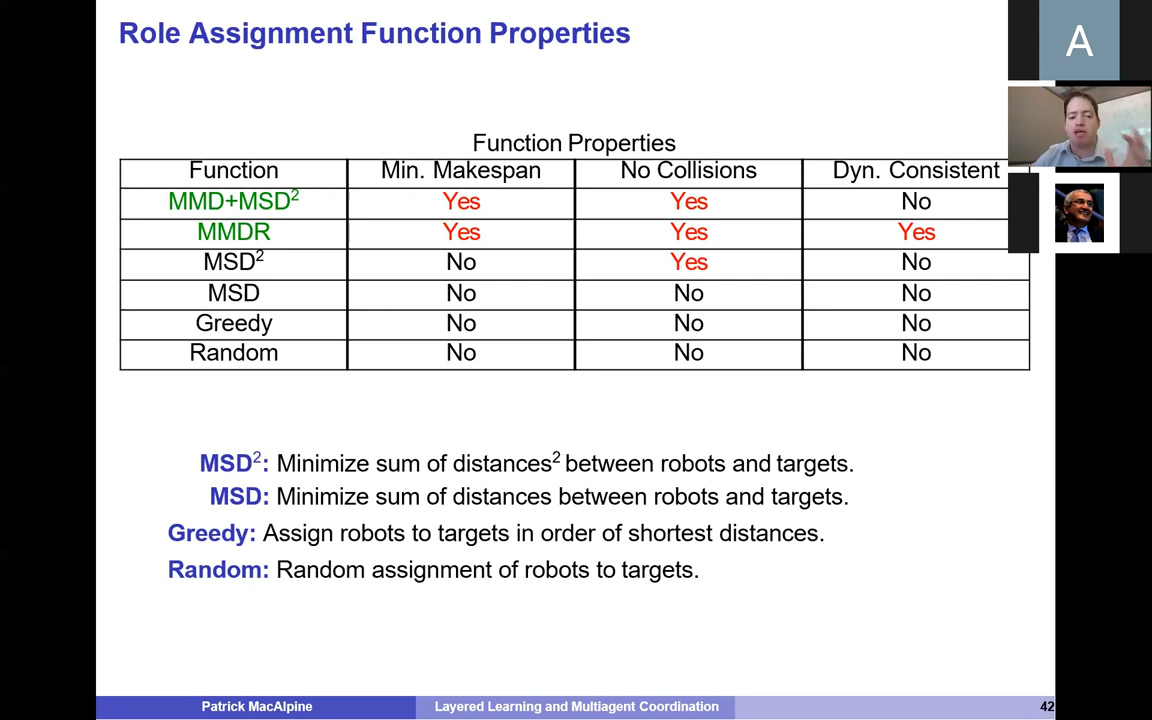 Role Assignment Function Properties
A
Function Properties
Function Min. Makespan No Collisions Dyn. Consistent
MMD+MSD² Yes Yes No
MMDR Yes Yes Yes
MSD² No Yes No
MSD No No No
Greedy No No No
Random No No No
MSD²: Minimize sum of distances² between robots and targets.
MSD: Minimize sum of distances between robots and targets.
Greedy: Assign robots to targets in order of shortest distances.
Random: Random assignment of robots to targets.
Patrick MacAlpine Layered Learning and Multiagent Coordination 42